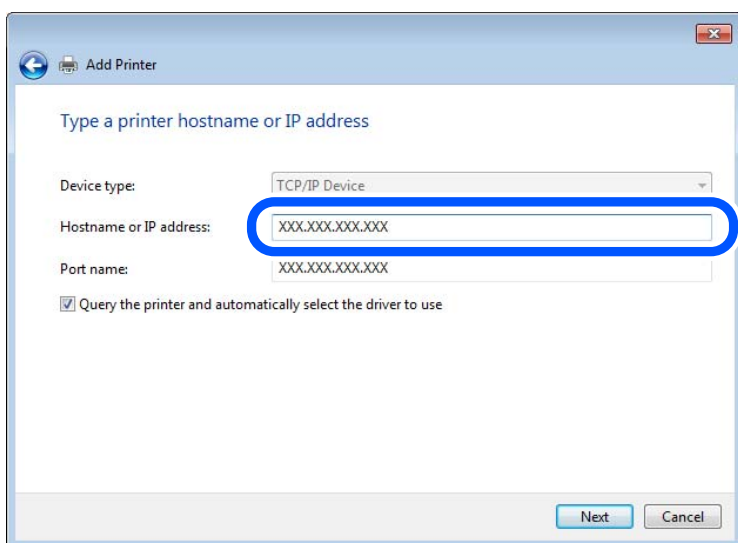 Add Printer
Type a printer hostname or IP address
Device type: TCP/IP Device
Hostname or IP address: XXX.XXX.XXX.XXX
Port name: XXX.XXX.XXX.XXX
Query the printer and automatically select the driver to use
Next Cancel